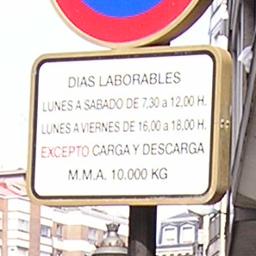 DIAS LABORABLES
LUNES A SABADO DE 7,30 a 12,00 H.
LUNES A VIERNES DE 16,00 a 18,00 H.
EXCEPTO CARGA Y DESCARGA
M.M.A. 10.000 KG